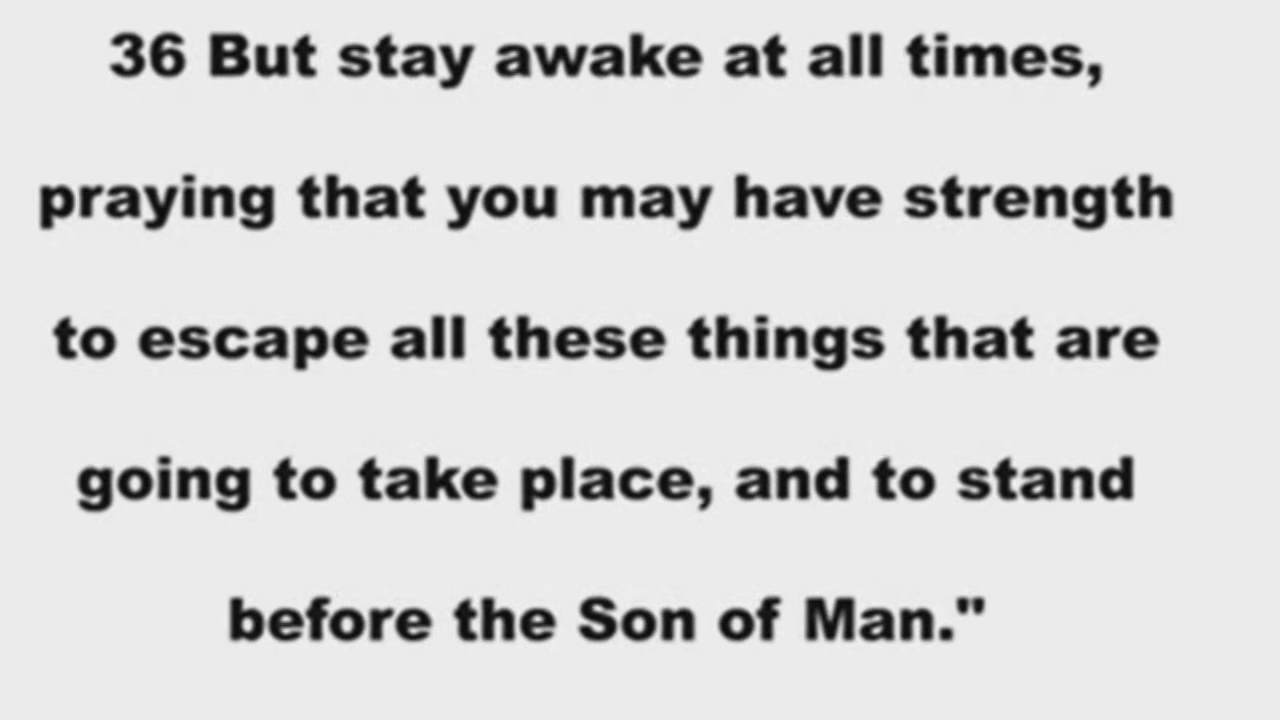 36 But stay awake at all times,
praying that you may have strength
to escape all these things that are
going to take place, and to stand
before the Son of Man."